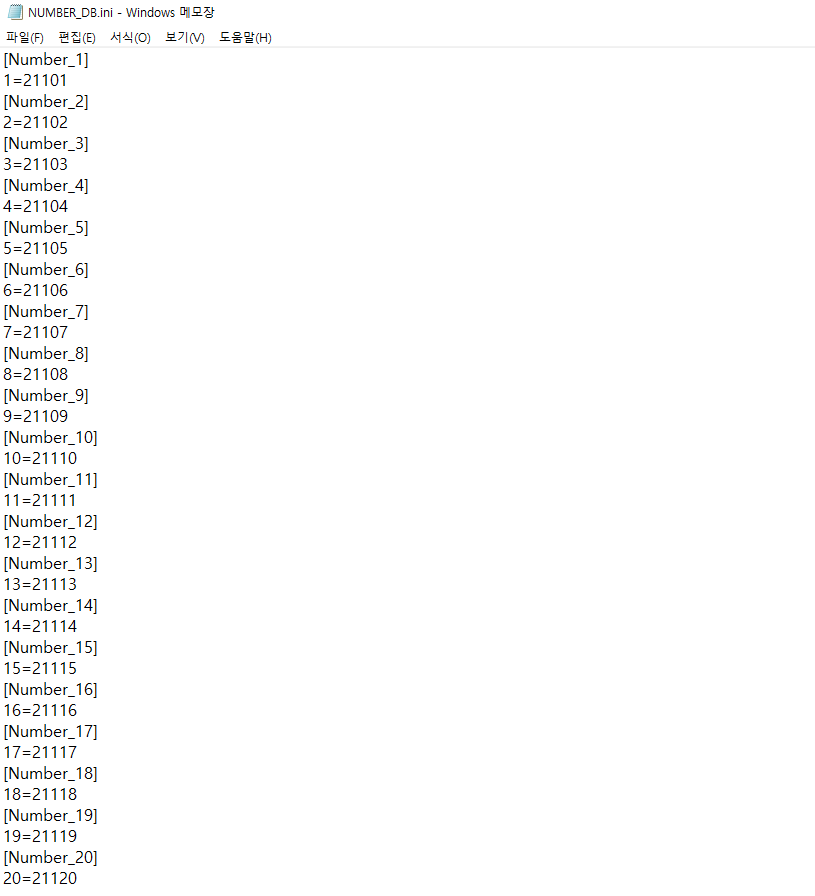 NUMBER_DB.ini - Windows 메모장
파일(F) 편집(E) 서식(O) 보기(V) 도움말(H)
[Number_1]
1=21101
[Number_2]
2=21102
[Number_3]
3=21103
[Number_4]
4=21104
[Number_5]
5=21105
[Number_6]
6=21106
[Number_7]
7=21107
[Number_8]
8=21108
[Number_9]
9=21109
[Number_10]
10=21110
[Number_11]
11=21111
[Number_12]
12=21112
[Number_13]
13=21113
[Number_14]
14=21114
[Number_15]
15=21115
[Number_16]
16=21116
[Number_17]
17=21117
[Number_18]
18=21118
[Number_19]
19=21119
[Number_20]
20=21120